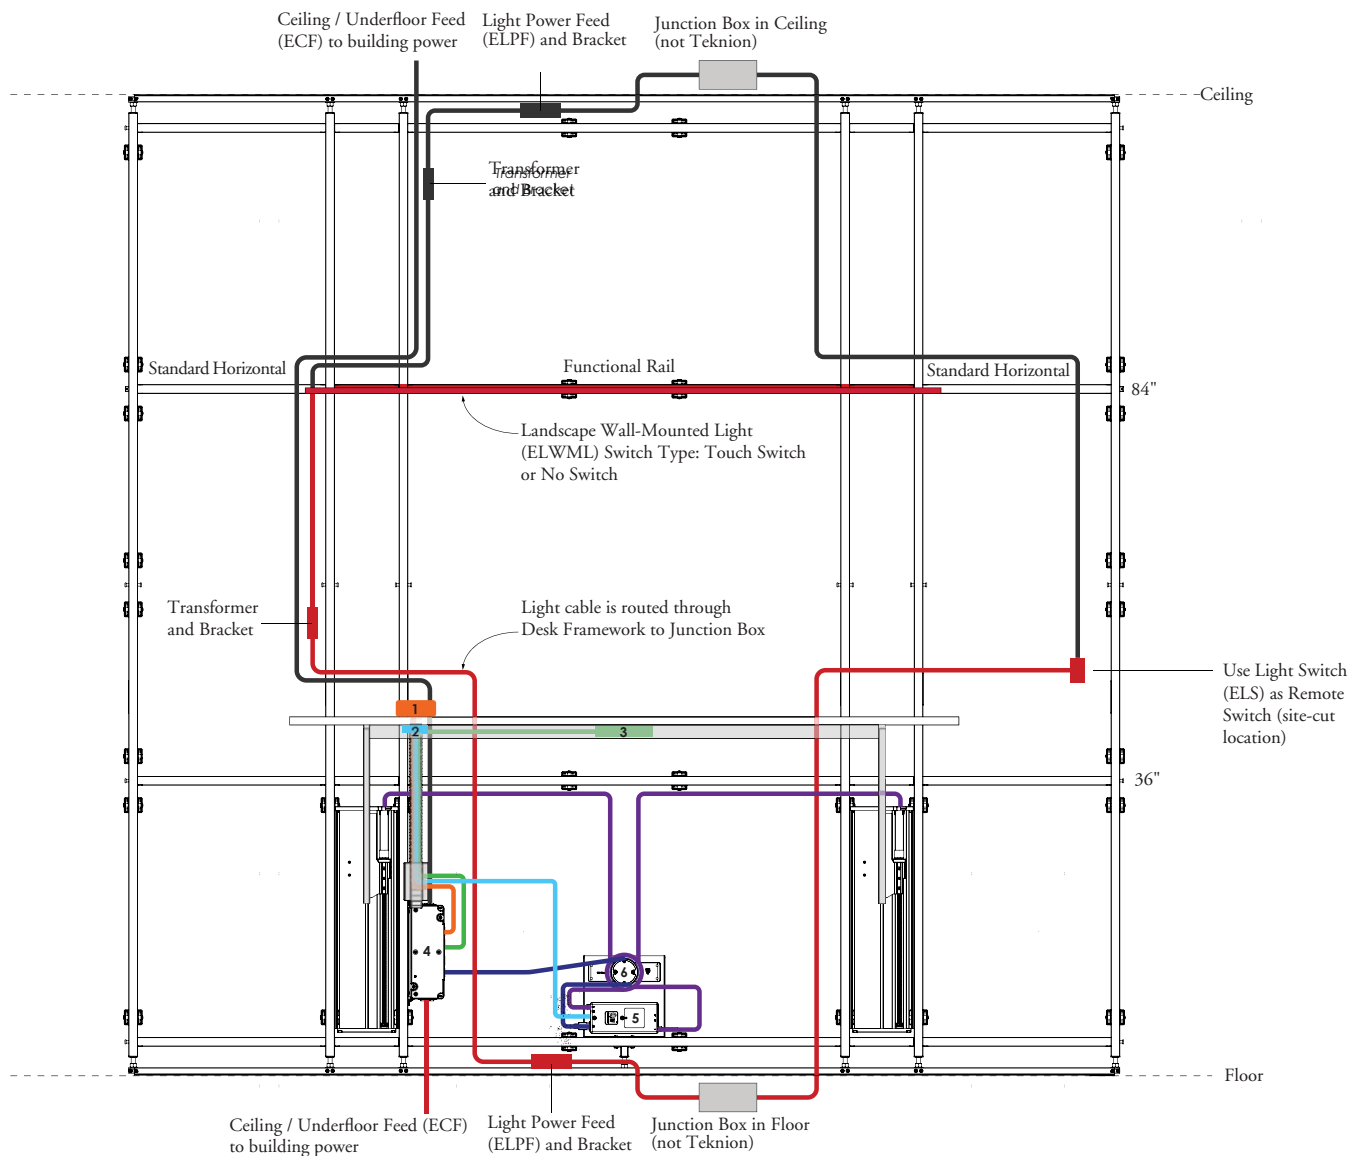 Ceiling / Underfloor Feed
(ECF) to building power
Light Power Feed
(ELPF) and Bracket
Junction Box in Ceiling
(not Teknion)
Ceiling
Transformer
and Bracket
Transformer
and Bracket
Standard Horizontal
Functional Rail
Standard Horizontal
84"
Landscape Wall-Mounted Light
(ELWML) Switch Type: Touch Switch
or No Switch
Transformer
and Bracket
Light cable is routed through
Desk Framework to Junction Box
Use Light Switch
(ELS) as Remote
Switch (site-cut
location)
1
2
3
36"
4
6
5
Floor
Ceiling / Underfloor Feed (ECF)
to building power
Light Power Feed
(ELPF) and Bracket
Junction Box in Floor
(not Teknion)